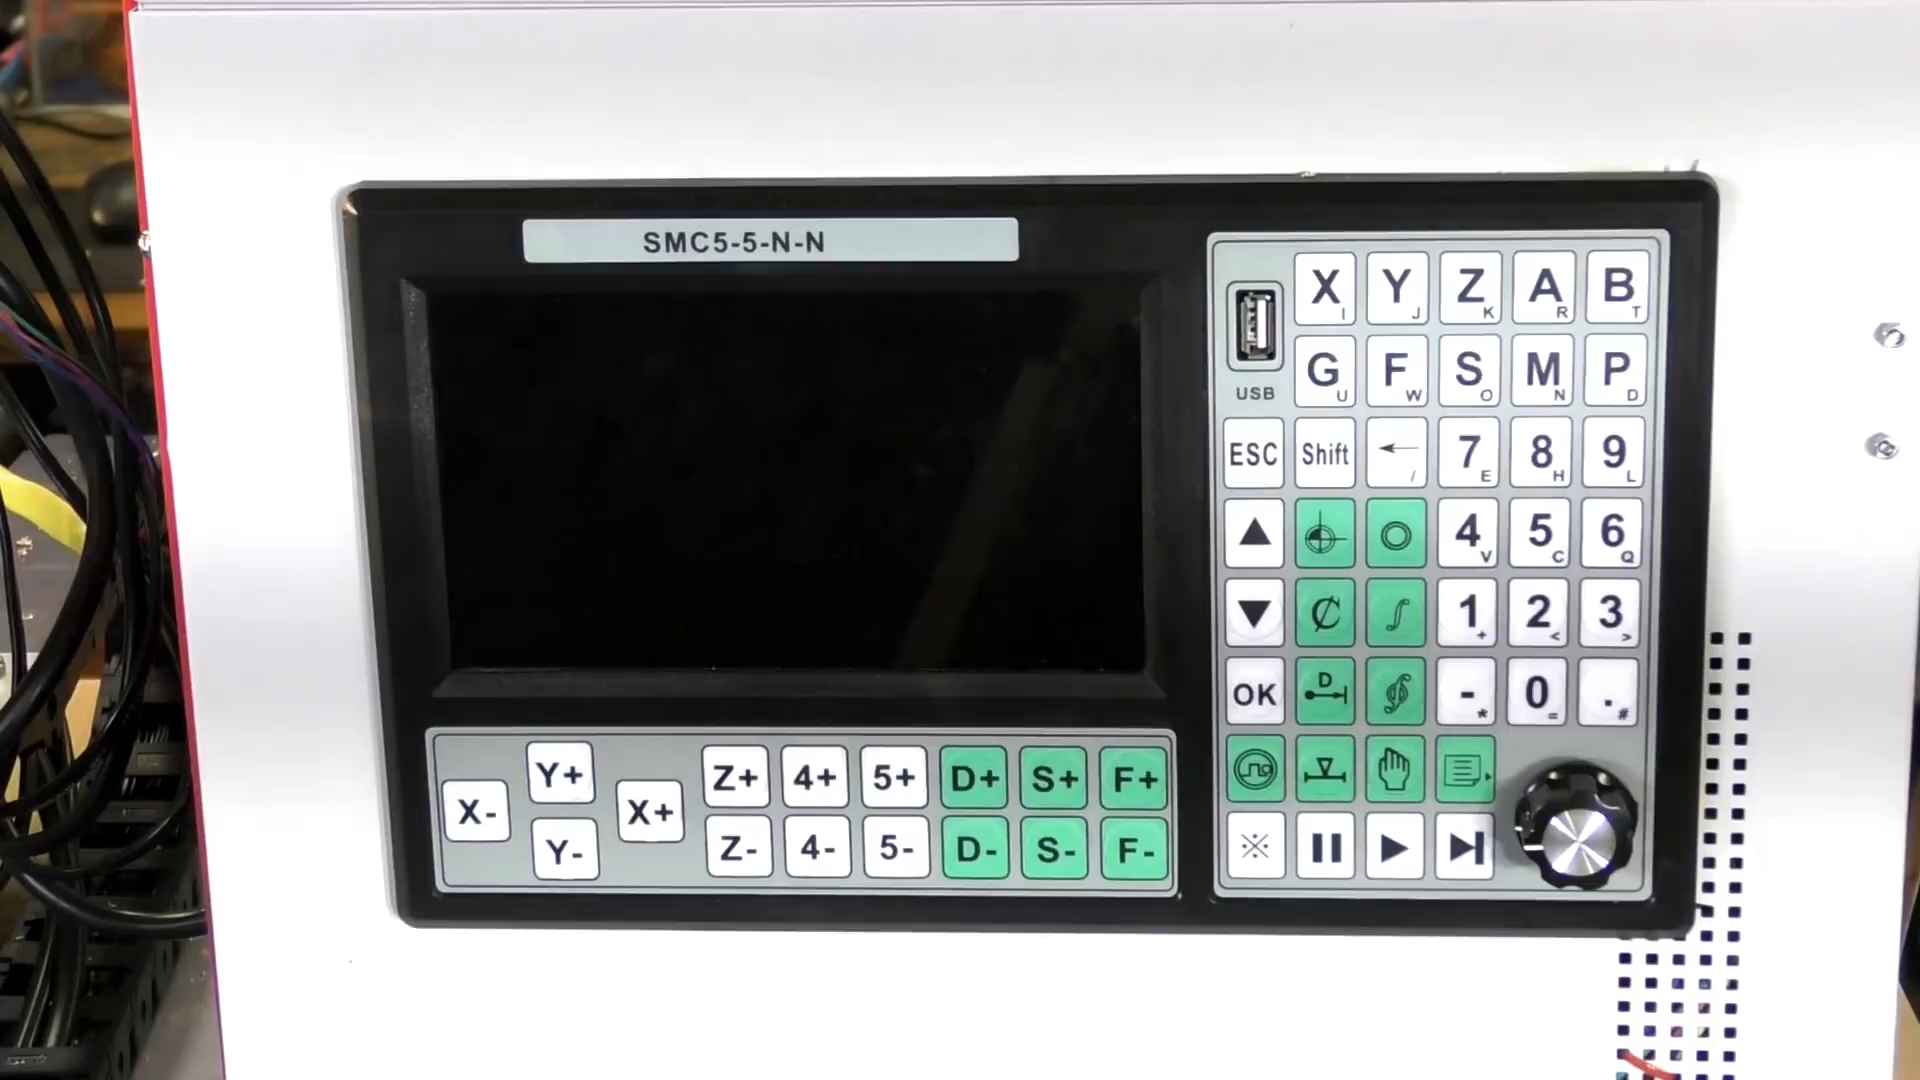 SMC5-5-N-N
X I Y J Z K A R B T
USB G U F W S O M N P D
ESC Shift ← / 7 E 8 H 9 L
▲ 4 V 5 C 6 Q
▼ ₡ ∫ 1 + 2 < 3 >
OK D ∮ - * 0 = . #
※ ▶
X- Y+ X+ Z+ 4+ 5+ D+ S+ F+
Y- Z- 4- 5- D- S- F-